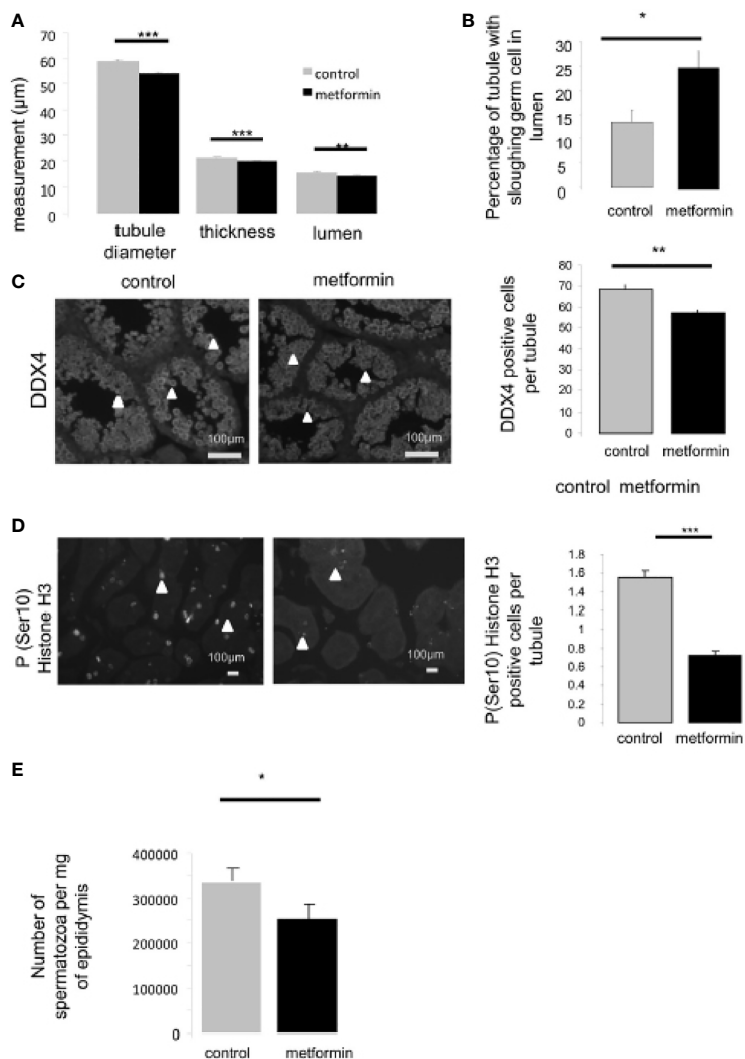 A
70
60
50
40
30
20
10
0
measurement (µm)
***
***
**
control
metformin
tubule
diameter
thickness
lumen
B
*
Percentage of tubule with
sloughing germ cell in
lumen
30
25
20
15
10
5
0
control
metformin
C
control
metformin
DDX4
100µm
100µm
**
DDX4 positive cells
per tubule
80
70
60
50
40
30
20
10
0
control
metformin
control metformin
D
P (Ser10)
Histone H3
100µm
100µm
***
P(Ser10) Histone H3
positive cells per
tubule
1.8
1.6
1.4
1.2
1
0.8
0.6
0.4
0.2
0
control
metformin
E
*
Number of
spermatozoa per mg
of epididymis
400000
300000
200000
100000
0
control
metformin